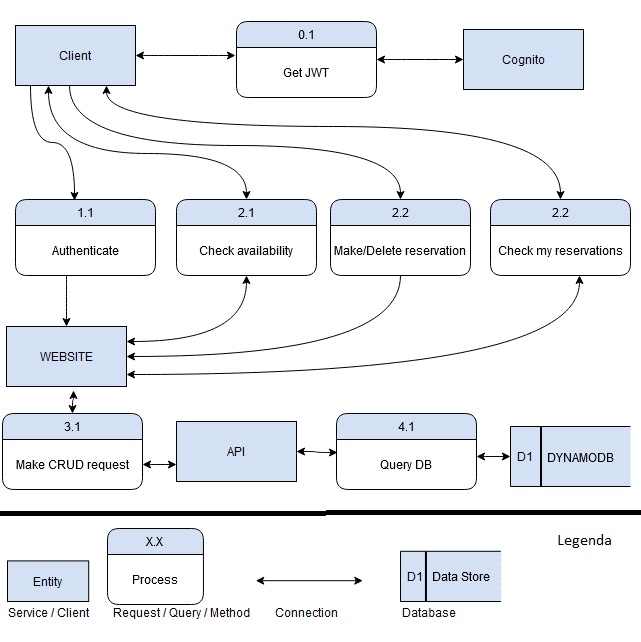 0.1
Client
Get JWT
Cognito
1.1
2.1
2.2
2.2
Authenticate
Check availability
Make/Delete reservation
Check my reservations
WEBSITE
3.1
4.1
Make CRUD request
API
Query DB
D1
DYNAMODB
Legenda
X.X
Entity
Process
D1
Data Store
Service / Client
Request / Query / Method
Connection
Database